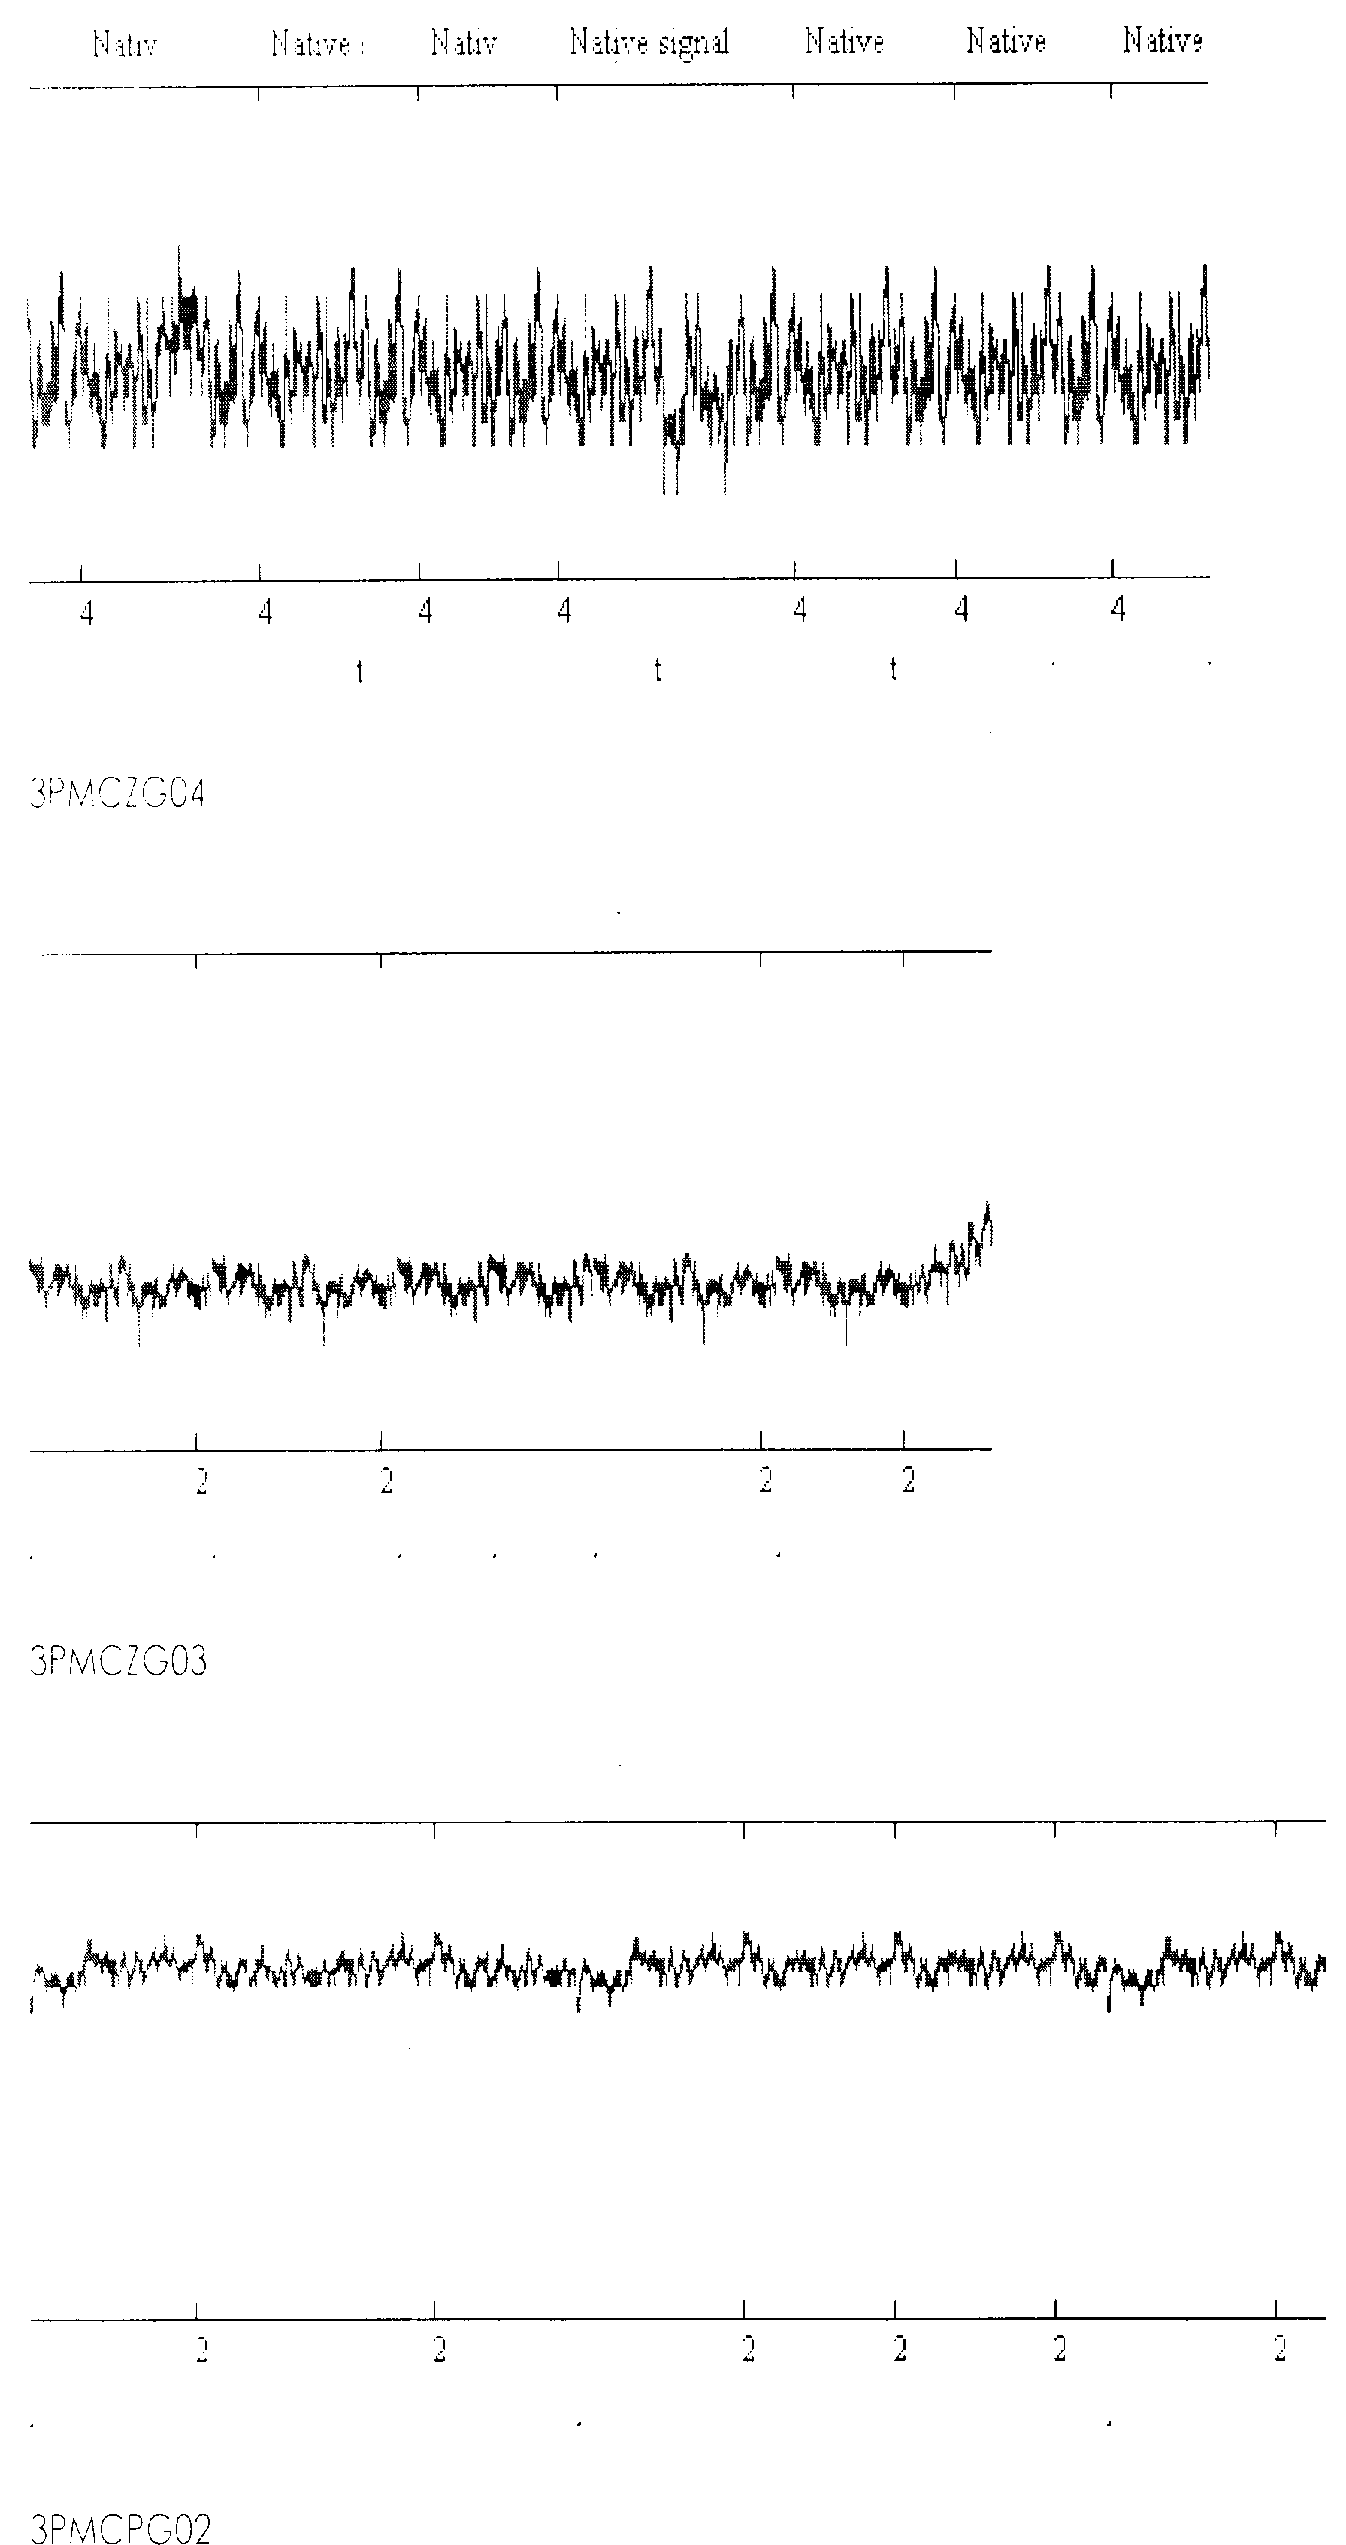 Nativ Native Nativ Native signal Native Native Native
4 4 4 4 4 4 4
t t t
3PMCZG04
2 2 2 2
3PMCZG03
2 2 2 2 2 2
3PMCPG02